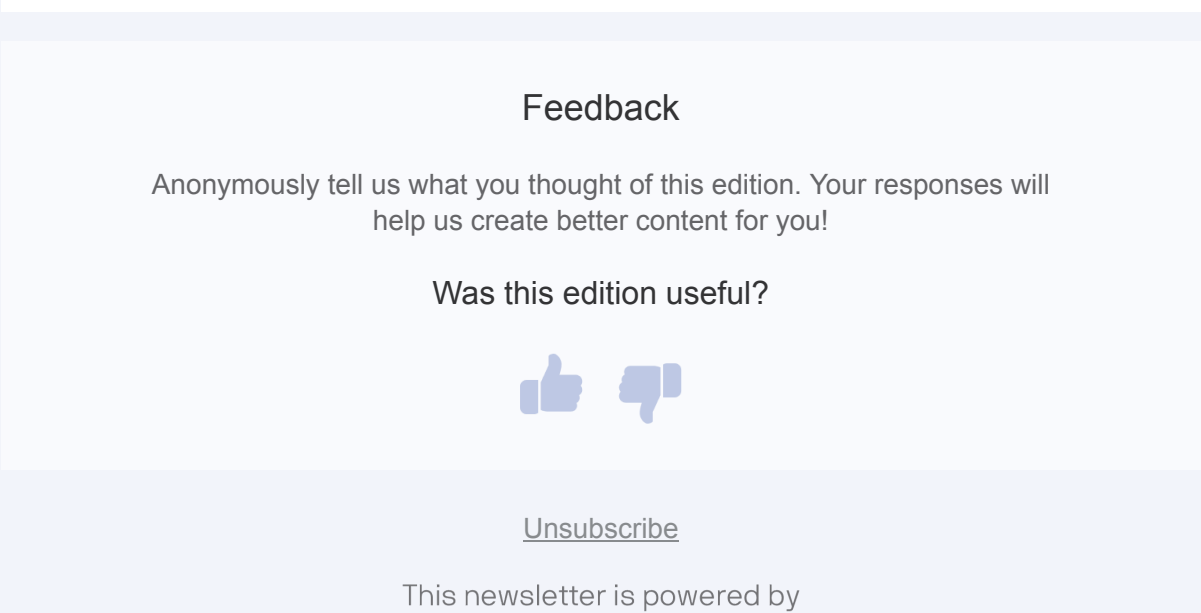 Feedback
Anonymously tell us what you thought of this edition. Your responses will
help us create better content for you!
Was this edition useful?
Unsubscribe
This newsletter is powered by